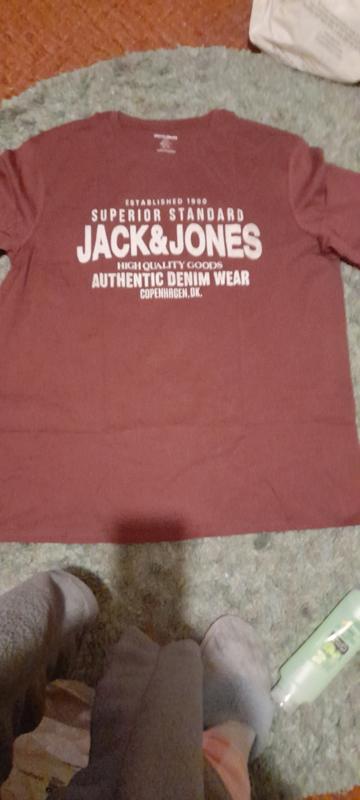 ESTABLISHED 1990
SUPERIOR STANDARD
JACK&JONES
HIGH QUALITY GOODS
AUTHENTIC DENIM WEAR
COPENHAGEN, DK.